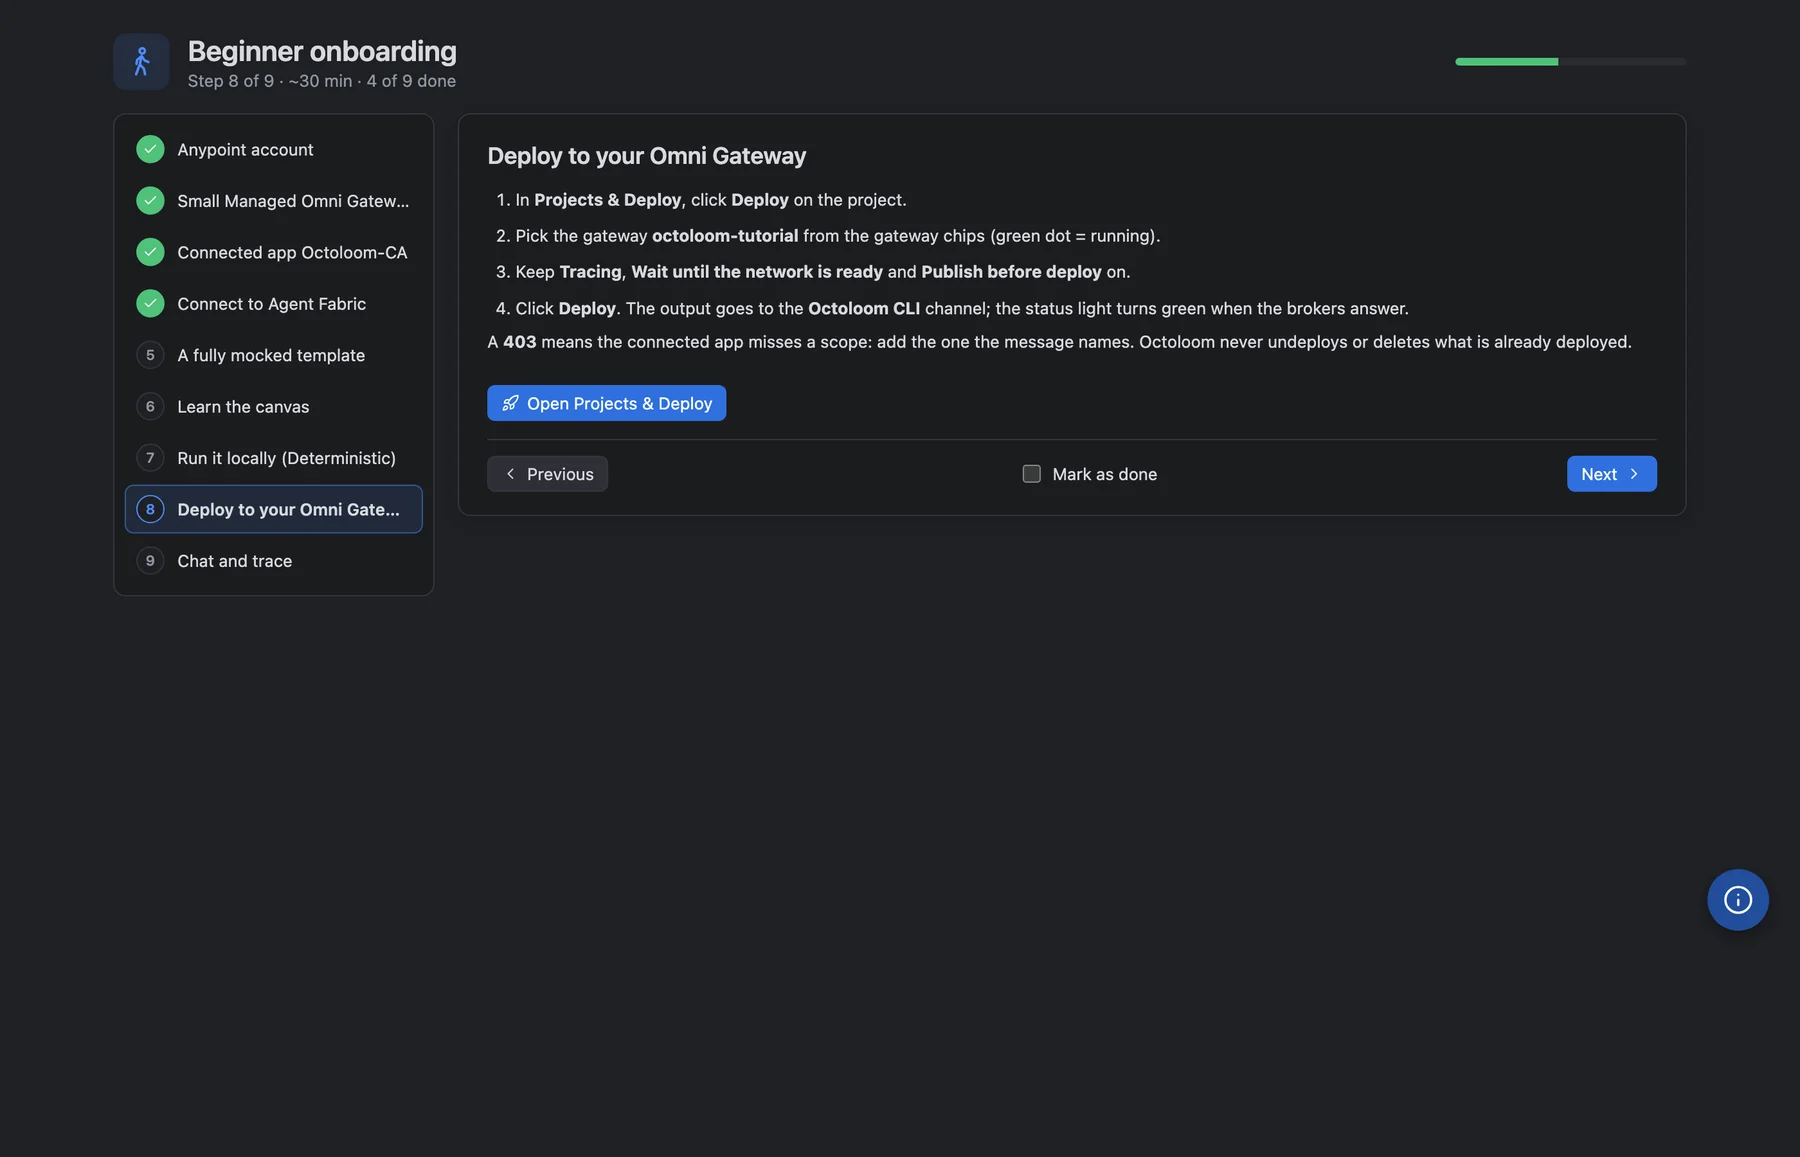 Beginner onboarding
Step 8 of 9 · ~30 min · 4 of 9 done
Anypoint account
Small Managed Omni Gatew...
Connected app Octoloom-CA
Connect to Agent Fabric
5 A fully mocked template
6 Learn the canvas
7 Run it locally (Deterministic)
8 Deploy to your Omni Gate...
9 Chat and trace
Deploy to your Omni Gateway
1. In Projects & Deploy, click Deploy on the project.
2. Pick the gateway octoloom-tutorial from the gateway chips (green dot = running).
3. Keep Tracing, Wait until the network is ready and Publish before deploy on.
4. Click Deploy. The output goes to the Octoloom CLI channel; the status light turns green when the brokers answer.
A 403 means the connected app misses a scope: add the one the message names. Octoloom never undeploys or deletes what is already deployed.
Open Projects & Deploy
Previous
Mark as done
Next